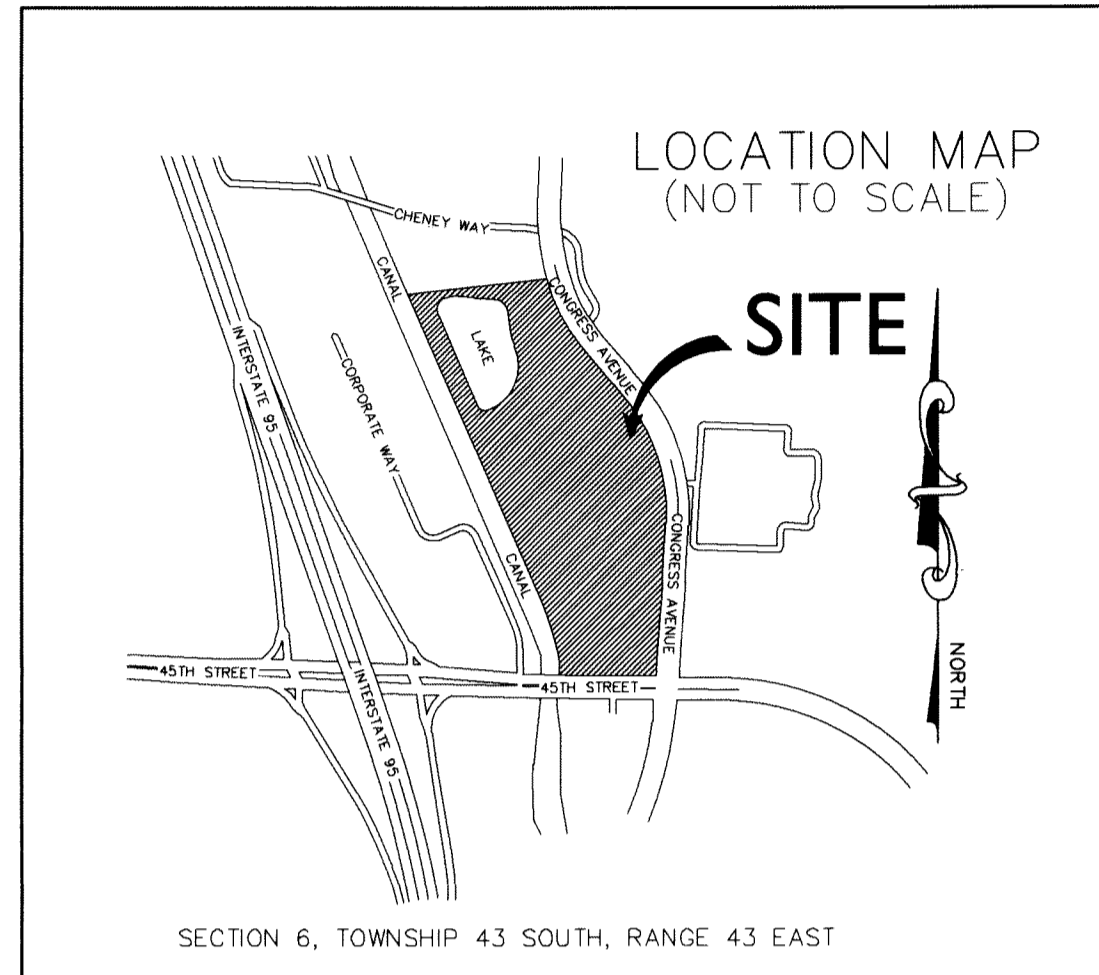 LOCATION MAP
(NOT TO SCALE)
CHENEY WAY
CANAL
CONGRESS AVENUE
SITE
LAKE
INTERSTATE 95
CORPORATE WAY
CANAL
CONGRESS AVENUE
45TH STREET
45TH STREET
INTERSTATE 95
NORTH
SECTION 6, TOWNSHIP 43 SOUTH, RANGE 43 EAST